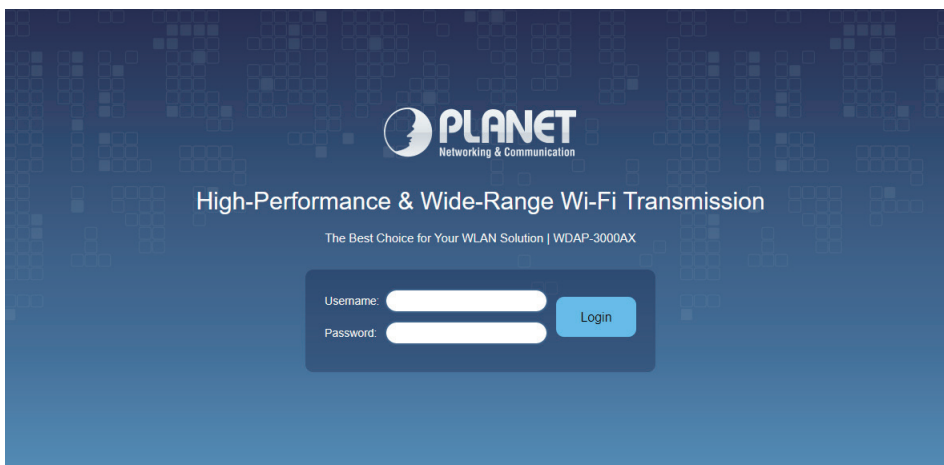 PLANET
Networking & Communication
High-Performance & Wide-Range Wi-Fi Transmission
The Best Choice for Your WLAN Solution | WDAP-3000AX
Username:
Login
Password: